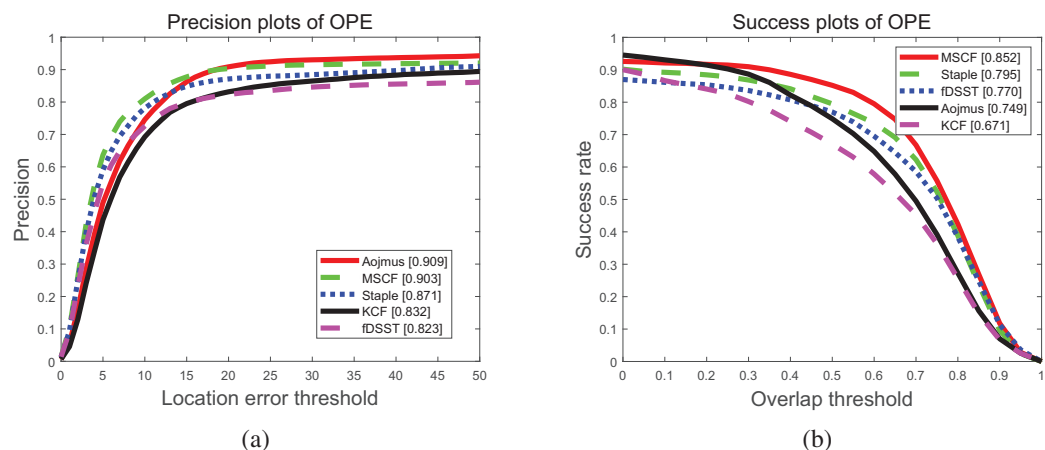 Precision plots of OPE
1
0.9
0.8
0.7
0.6
0.5
0.4
0.3
0.2
0.1
0
Precision
Aojmus [0.909]
MSCF [0.903]
Staple [0.871]
KCF [0.832]
fDSST [0.823]
0 5 10 15 20 25 30 35 40 45 50
Location error threshold
(a)
Success plots of OPE
1
0.9
0.8
0.7
0.6
0.5
0.4
0.3
0.2
0.1
0
Success rate
MSCF [0.852]
Staple [0.795]
fDSST [0.770]
Aojmus [0.749]
KCF [0.671]
0 0.1 0.2 0.3 0.4 0.5 0.6 0.7 0.8 0.9 1
Overlap threshold
(b)